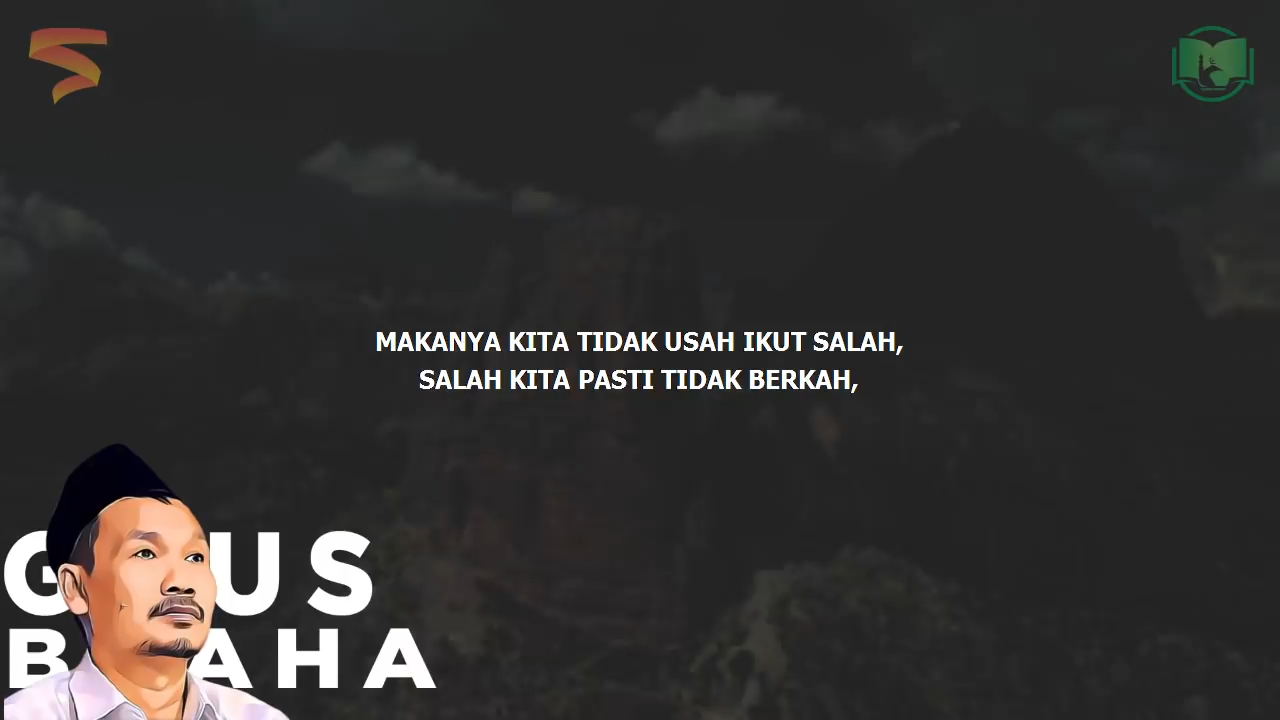 MAKANYA KITA TIDAK USAH IKUT SALAH,
SALAH KITA PASTI TIDAK BERKAH,
GUS
BAHA